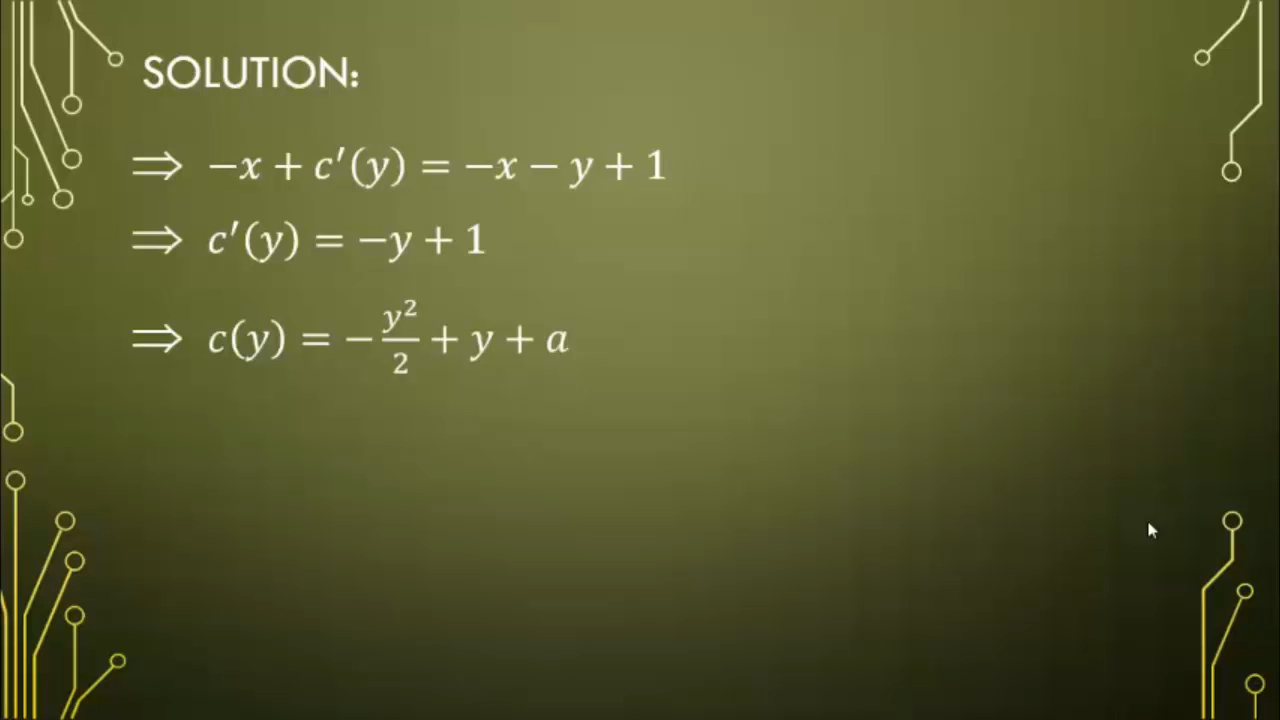 SOLUTION:
⟹ −x + c′(y) = −x − y + 1
⟹ c′(y) = −y + 1
⟹ c(y) = −y²/2 + y + a